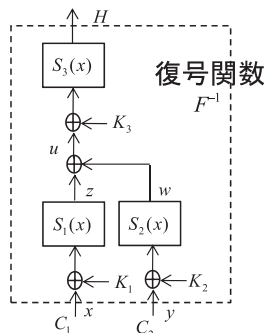 H
S₃(x)
復号関数
F⁻¹
K₃
u
z
w
S₁(x)
S₂(x)
K₁
K₂
x
y
C₁
C₂